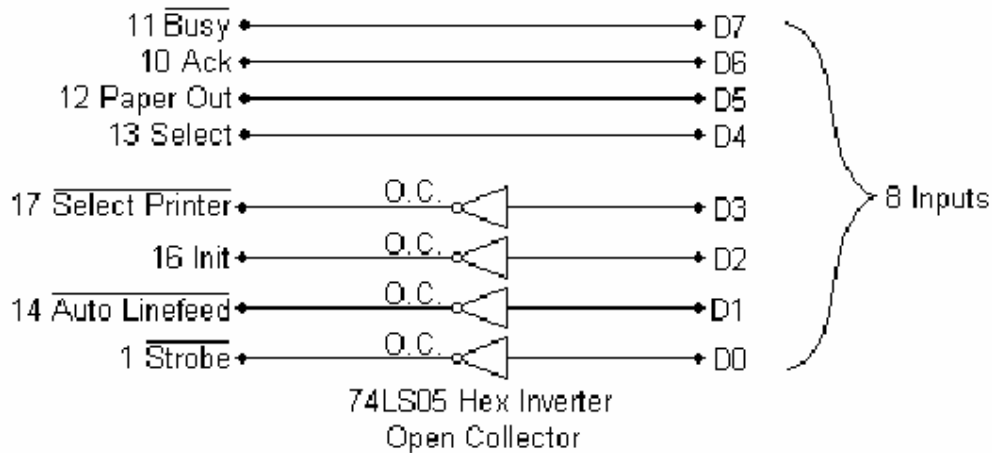 11 Busy D7
10 Ack D6
12 Paper Out D5
13 Select D4
17 Select Printer O.C. D3
8 Inputs
16 Init O.C. D2
14 Auto Linefeed O.C. D1
1 Strobe O.C. D0
74LS05 Hex Inverter
Open Collector